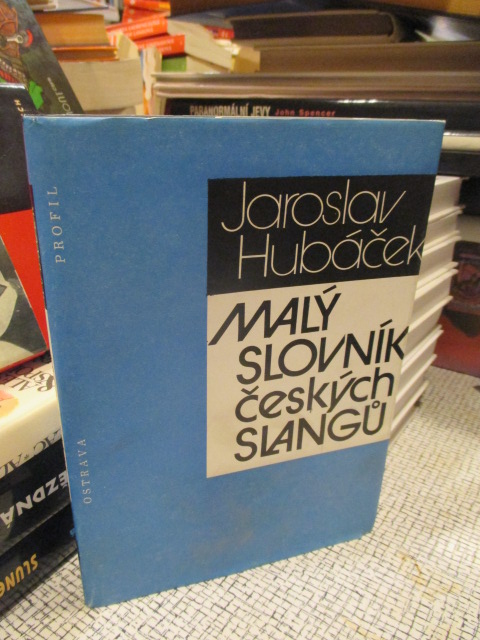 PARANORMÁLNÍ JEVY John Spencer
PROFIL
OSTRAVA
Jaroslav
Hubáček
MALÝ
SLOVNÍK
českých
SLANGŮ